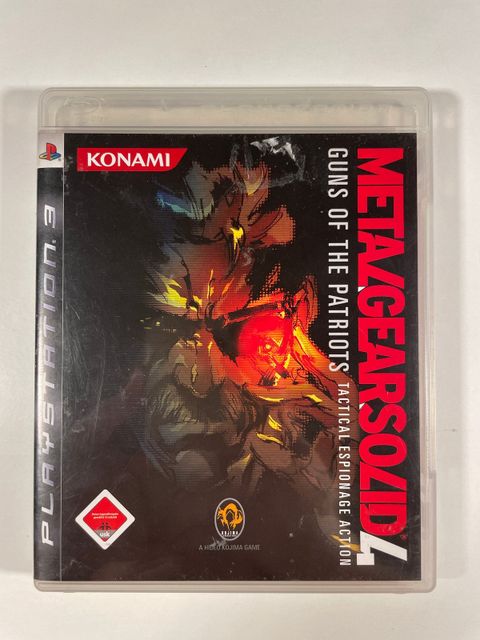 PLAYSTATION 3
KONAMI
METAL GEAR SOLID 4
GUNS OF THE PATRIOTS TACTICAL ESPIONAGE ACTION
usk
KOJIMA
A HIDEO KOJIMA GAME